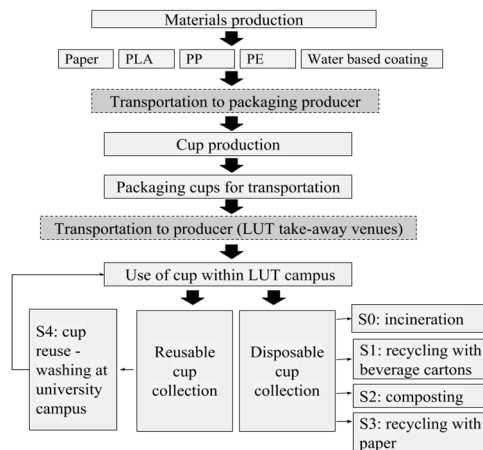 Materials production
Paper
PLA
PP
PE
Water based coating
Transportation to packaging producer
Cup production
Packaging cups for transportation
Transportation to producer (LUT take-away venues)
Use of cup within LUT campus
S4: cup
reuse -
washing at
university
campus
Reusable
cup
collection
Disposable
cup
collection
S0: incineration
S1: recycling with
beverage cartons
S2: composting
S3: recycling with
paper